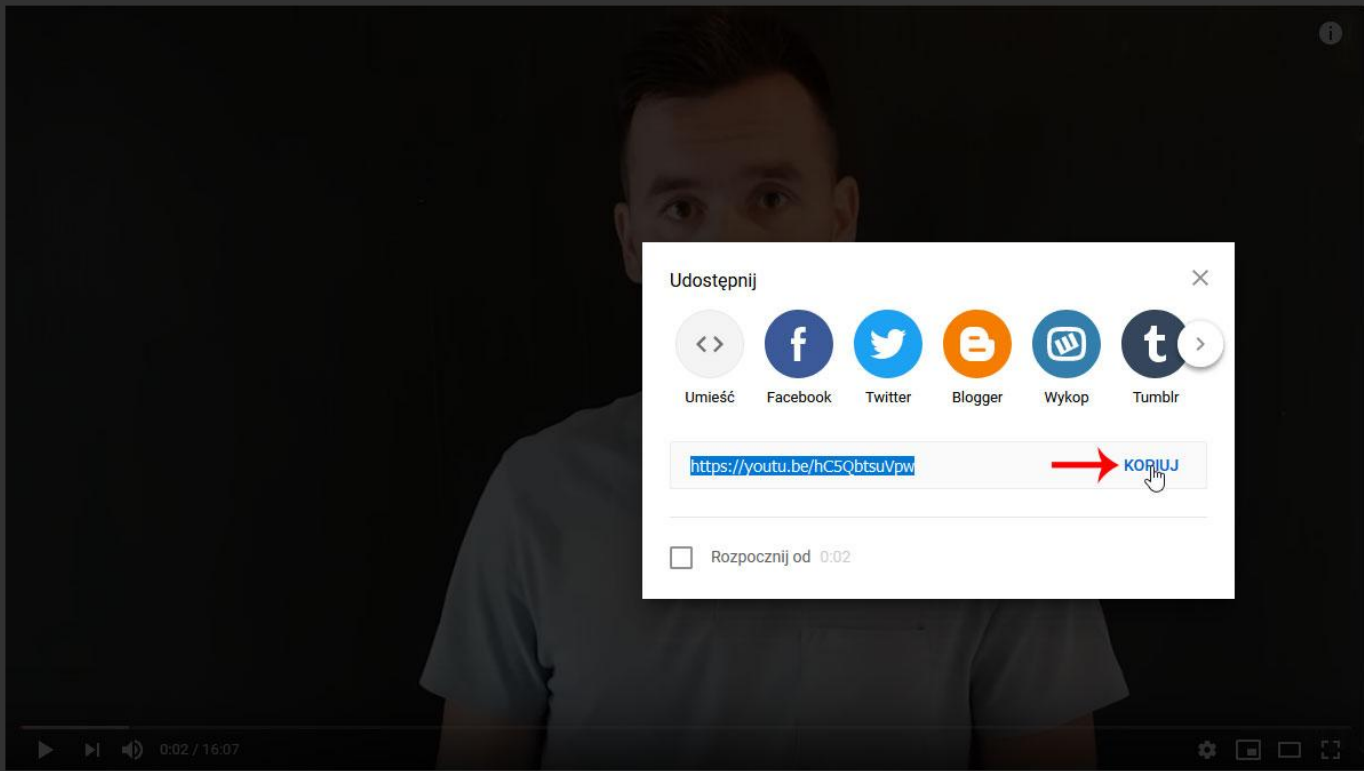 Udostępnij
Umieść Facebook Twitter Blogger Wykop Tumblr
https://youtu.be/hC5QbtsuVpw KOPIUJ
Rozpocznij od 0:02
0:02 / 16:07